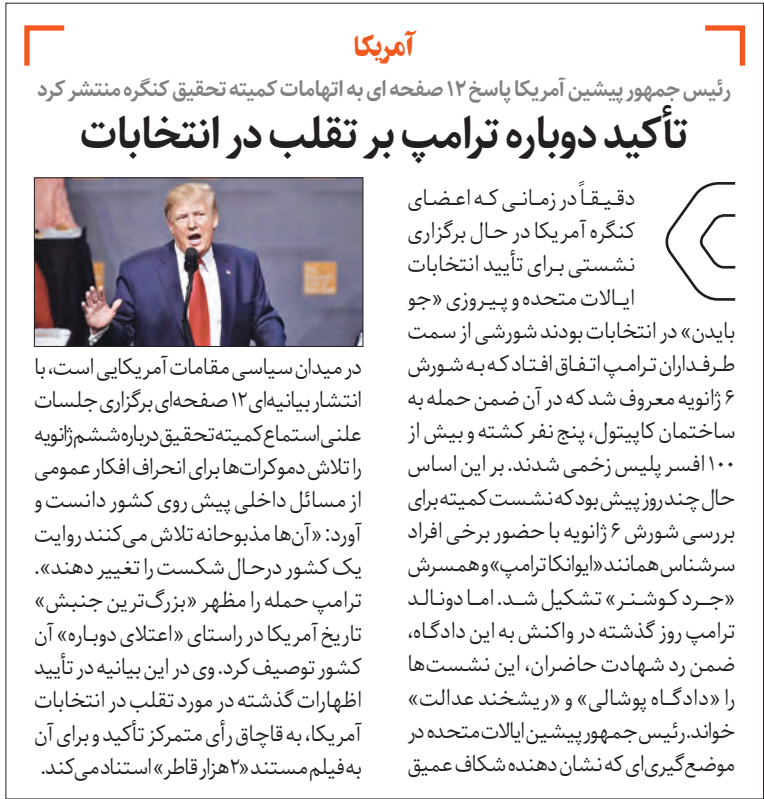 آمریکا
رئیس جمهور پیشین آمریکا پاسخ ۱۲ صفحه ای به اتهامات کمیته تحقیق کنگره منتشر کرد
تأکید دوباره ترامپ بر تقلب در انتخابات
دقیقاً در زمانی که اعضای
کنگره آمریکا در حال برگزاری
نشستی برای تأیید انتخابات
ایالات متحده و پیروزی «جو
بایدن» در انتخابات بودند شورشی از سمت
طرفداران ترامپ اتفاق افتاد که به شورش
۶ ژانویه معروف شد که در آن ضمن حمله به
ساختمان کاپیتول، پنج نفر کشته و بیش از
۱۰۰ افسر پلیس زخمی شدند. بر این اساس
حال چند روز پیش بود که نشست کمیته برای
بررسی شورش ۶ ژانویه با حضور برخی افراد
سرشناس همانند «ایوانکا ترامپ» و همسرش
«جرد کوشنر» تشکیل شد. اما دونالد
ترامپ روز گذشته در واکنش به این دادگاه،
ضمن رد شهادت حاضران، این نشست‌ها
را «دادگاه پوشالی» و «ریشخند عدالت»
خواند. رئیس جمهور پیشین ایالات متحده در
موضع‌گیری‌ای که نشان دهنده شکاف عمیق
در میدان سیاسی مقامات آمریکایی است، با
انتشار بیانیه‌ای ۱۲ صفحه‌ای برگزاری جلسات
علنی استماع کمیته تحقیق درباره ششم ژانویه
را تلاش دموکرات‌ها برای انحراف افکار عمومی
از مسائل داخلی پیش روی کشور دانست و
آورد: «آن‌ها مذبوحانه تلاش می‌کنند روایت
یک کشور درحال شکست را تغییر دهند».
ترامپ حمله را مظهر «بزرگ‌ترین جنبش»
تاریخ آمریکا در راستای «اعتلای دوباره» آن
کشور توصیف کرد. وی در این بیانیه در تأیید
اظهارات گذشته در مورد تقلب در انتخابات
آمریکا، به قاچاق رأی متمرکز تأکید و برای آن
به فیلم مستند «۲هزار قاطر» استناد می‌کند.